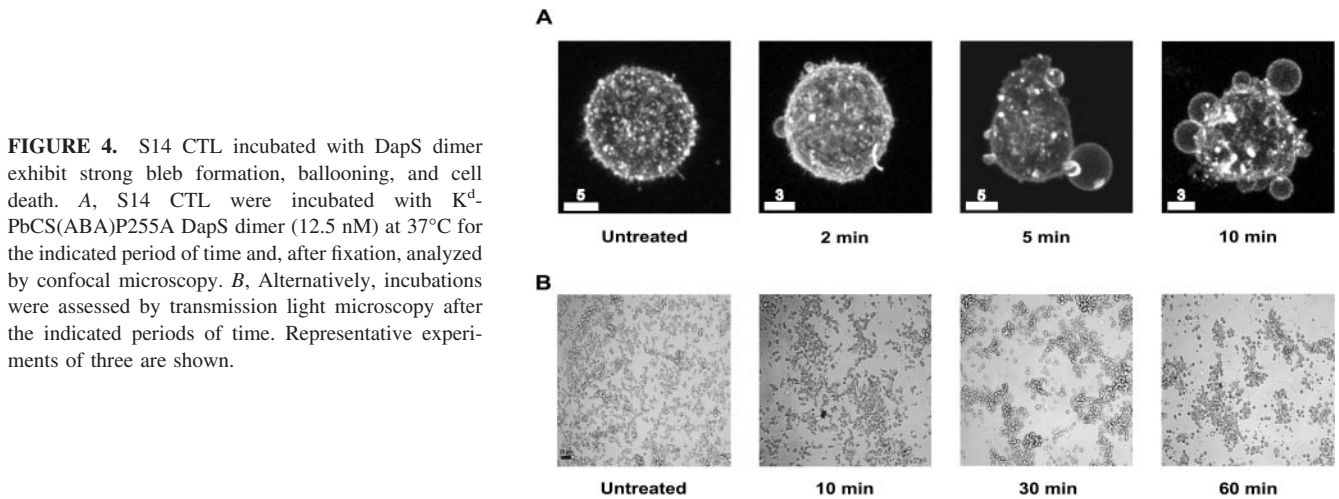 FIGURE 4. S14 CTL incubated with DapS dimer
exhibit strong bleb formation, ballooning, and cell
death. A, S14 CTL were incubated with Kᵈ-
PbCS(ABA)P255A DapS dimer (12.5 nM) at 37°C for
the indicated period of time and, after fixation, analyzed
by confocal microscopy. B, Alternatively, incubations
were assessed by transmission light microscopy after
the indicated periods of time. Representative experi-
ments of three are shown.
A
5
3
5
3
Untreated
2 min
5 min
10 min
B
Untreated
10 min
30 min
60 min